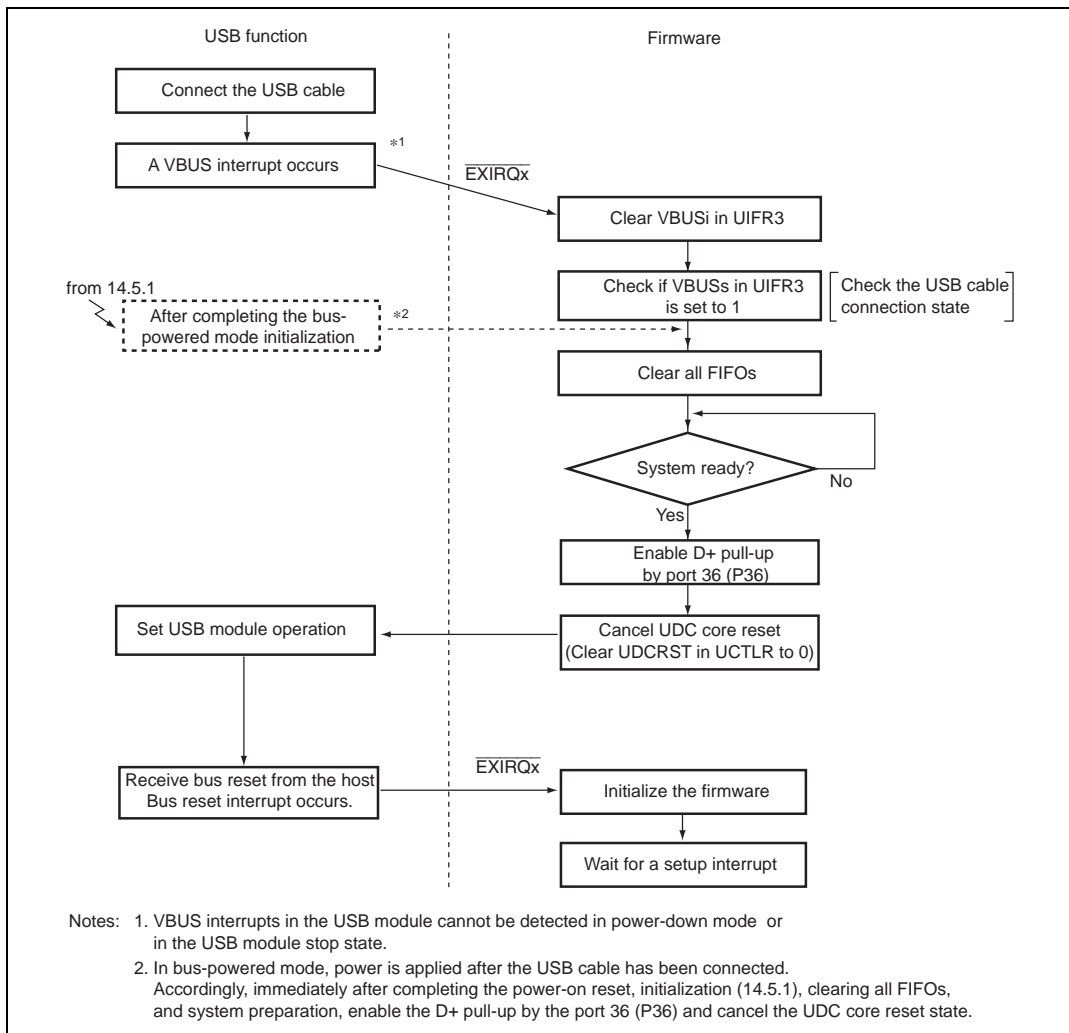 USB function
Firmware
Connect the USB cable
A VBUS interrupt occurs
*1
EXIRQx
Clear VBUSi in UIFR3
from 14.5.1
After completing the bus-
powered mode initialization
*2
Check if VBUSs in UIFR3
is set to 1
Check the USB cable
connection state
Clear all FIFOs
System ready?
No
Yes
Enable D+ pull-up
by port 36 (P36)
Set USB module operation
Cancel UDC core reset
(Clear UDCRST in UCTLR to 0)
Receive bus reset from the host
Bus reset interrupt occurs.
EXIRQx
Initialize the firmware
Wait for a setup interrupt
Notes: 1. VBUS interrupts in the USB module cannot be detected in power-down mode or
in the USB module stop state.
2. In bus-powered mode, power is applied after the USB cable has been connected.
Accordingly, immediately after completing the power-on reset, initialization (14.5.1), clearing all FIFOs,
and system preparation, enable the D+ pull-up by the port 36 (P36) and cancel the UDC core reset state.